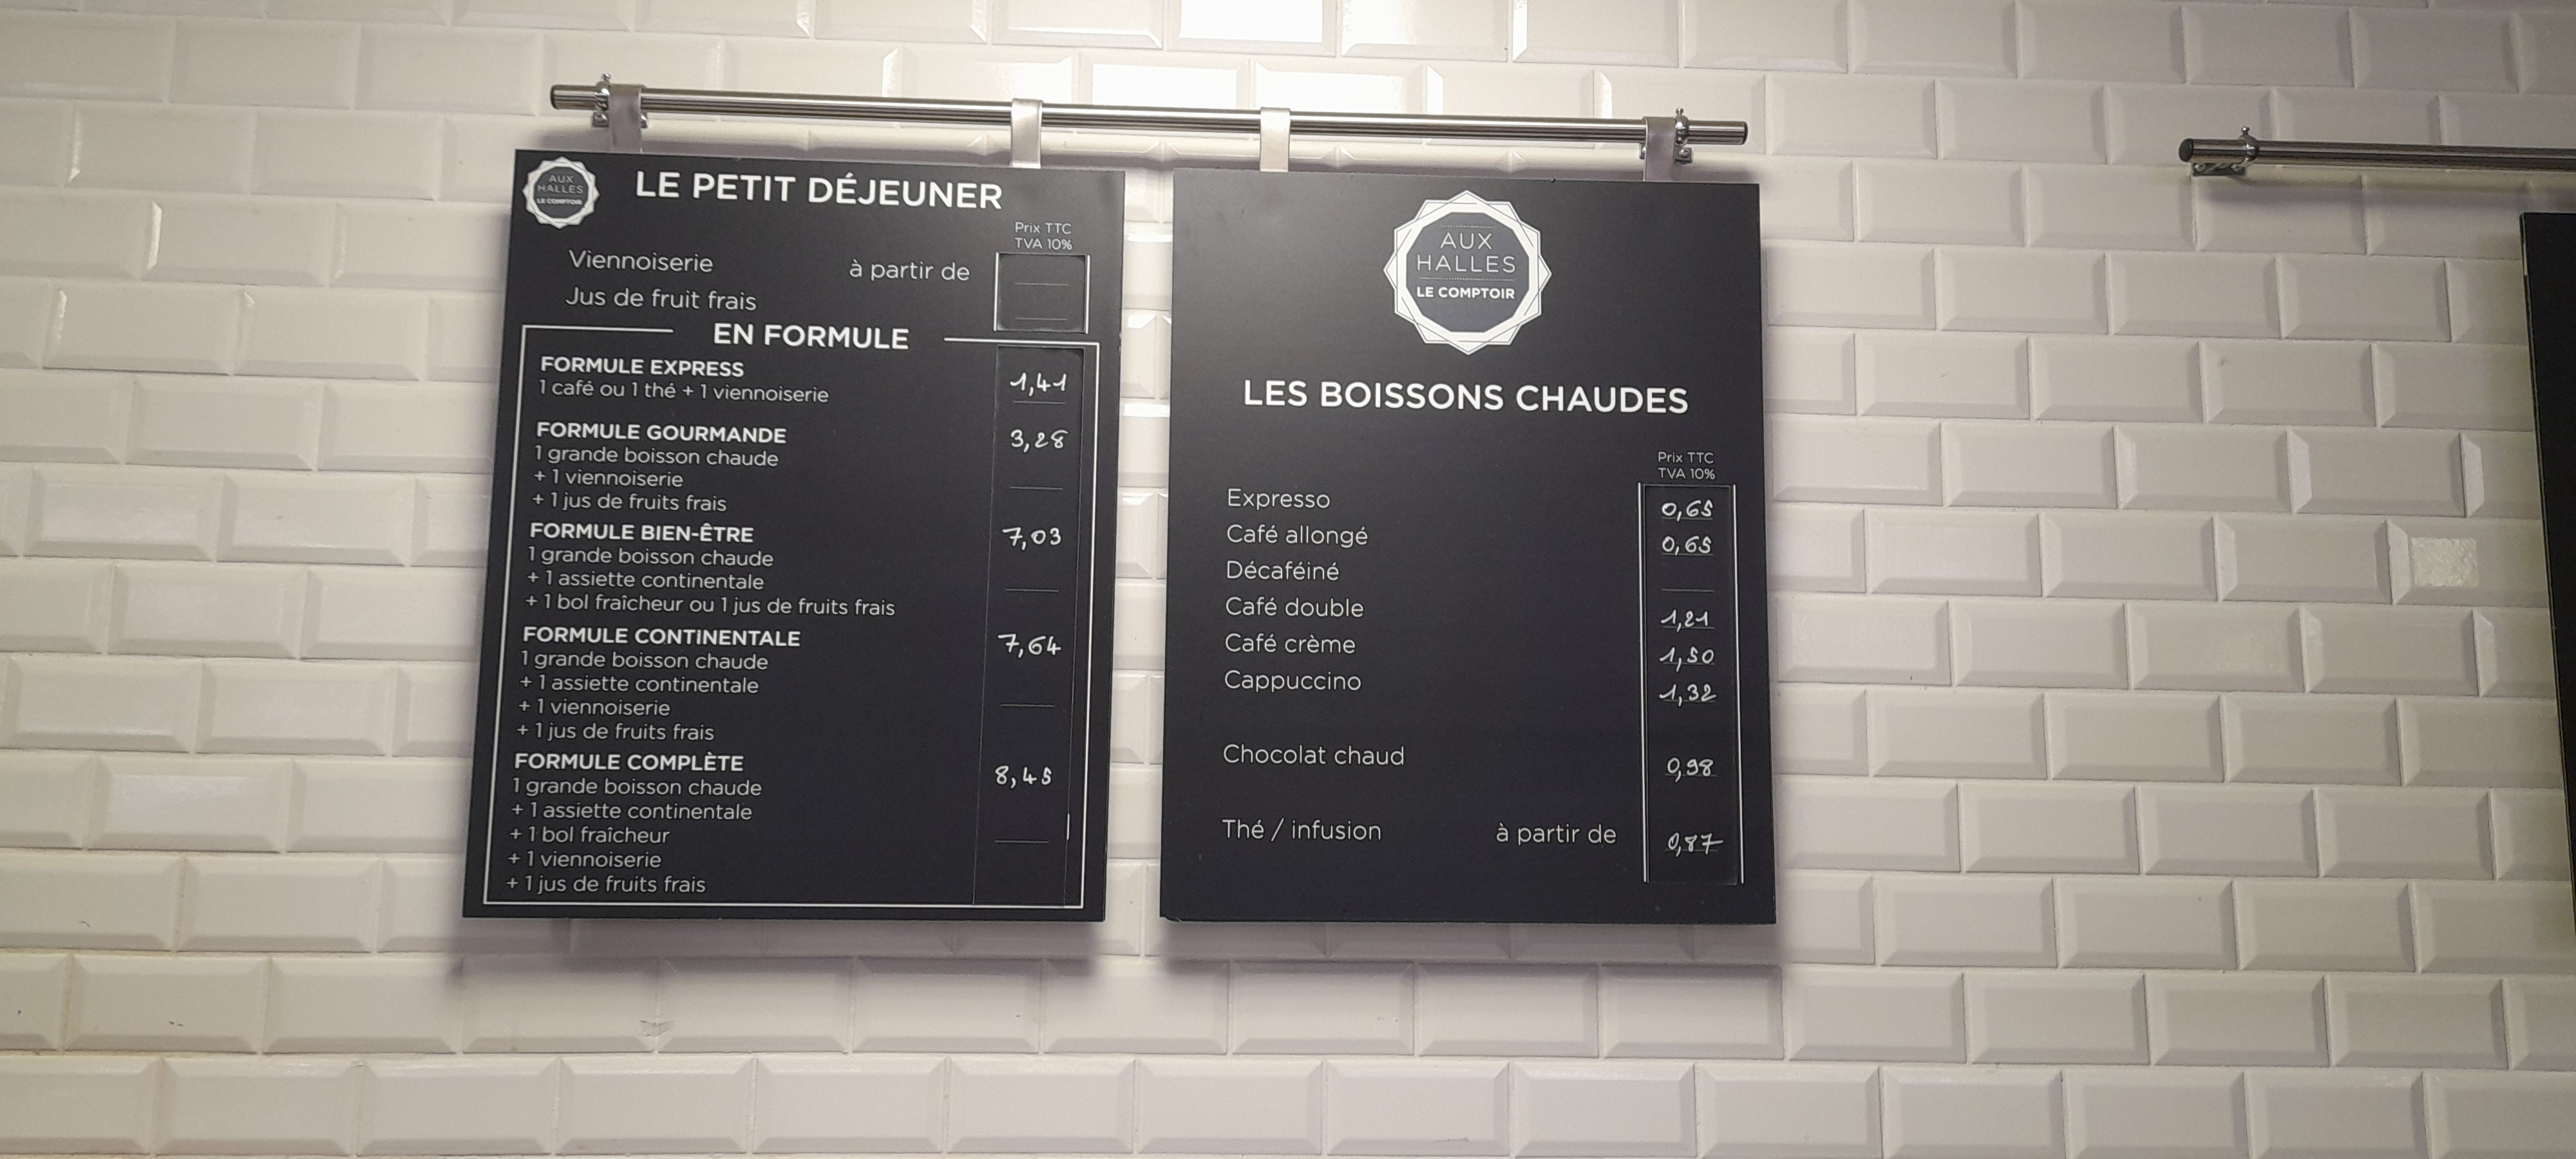 AUX
HALLES
LE COMPTOIR
LE PETIT DÉJEUNER
Prix TTC
TVA 10%
Viennoiserie à partir de
Jus de fruit frais
EN FORMULE
FORMULE EXPRESS 1,41
1 café ou 1 thé + 1 viennoiserie
FORMULE GOURMANDE 3,28
1 grande boisson chaude
+ 1 viennoiserie
+ 1 jus de fruits frais
FORMULE BIEN-ÊTRE 7,03
1 grande boisson chaude
+ 1 assiette continentale
+ 1 bol fraîcheur ou 1 jus de fruits frais
FORMULE CONTINENTALE 7,64
1 grande boisson chaude
+ 1 assiette continentale
+ 1 viennoiserie
+ 1 jus de fruits frais
FORMULE COMPLÈTE 8,45
1 grande boisson chaude
+ 1 assiette continentale
+ 1 bol fraîcheur
+ 1 viennoiserie
+ 1 jus de fruits frais
AUX
HALLES
LE COMPTOIR
LES BOISSONS CHAUDES
Prix TTC
TVA 10%
Expresso 0,65
Café allongé 0,65
Décaféiné
Café double 1,21
Café crème 1,50
Cappuccino 1,32
Chocolat chaud 0,98
Thé / infusion à partir de 0,87